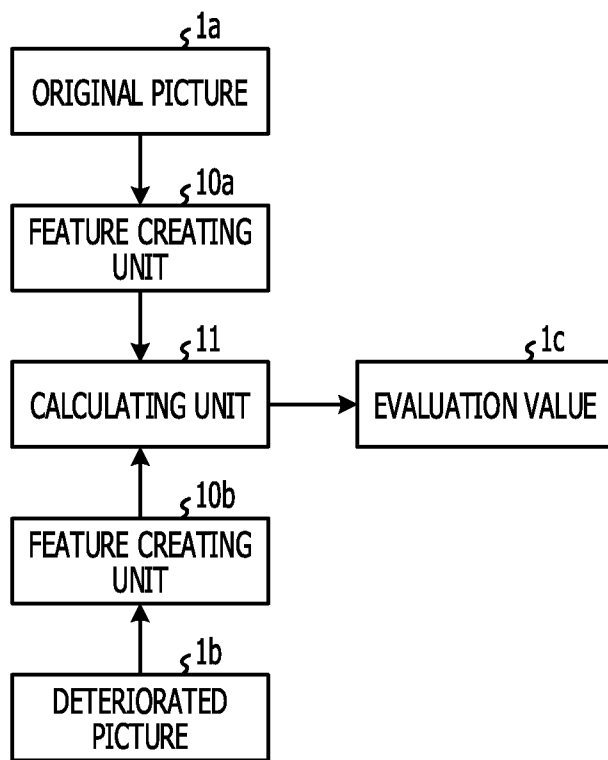 1a
ORIGINAL PICTURE
10a
FEATURE CREATING
UNIT
11
CALCULATING UNIT
1c
EVALUATION VALUE
10b
FEATURE CREATING
UNIT
1b
DETERIORATED
PICTURE